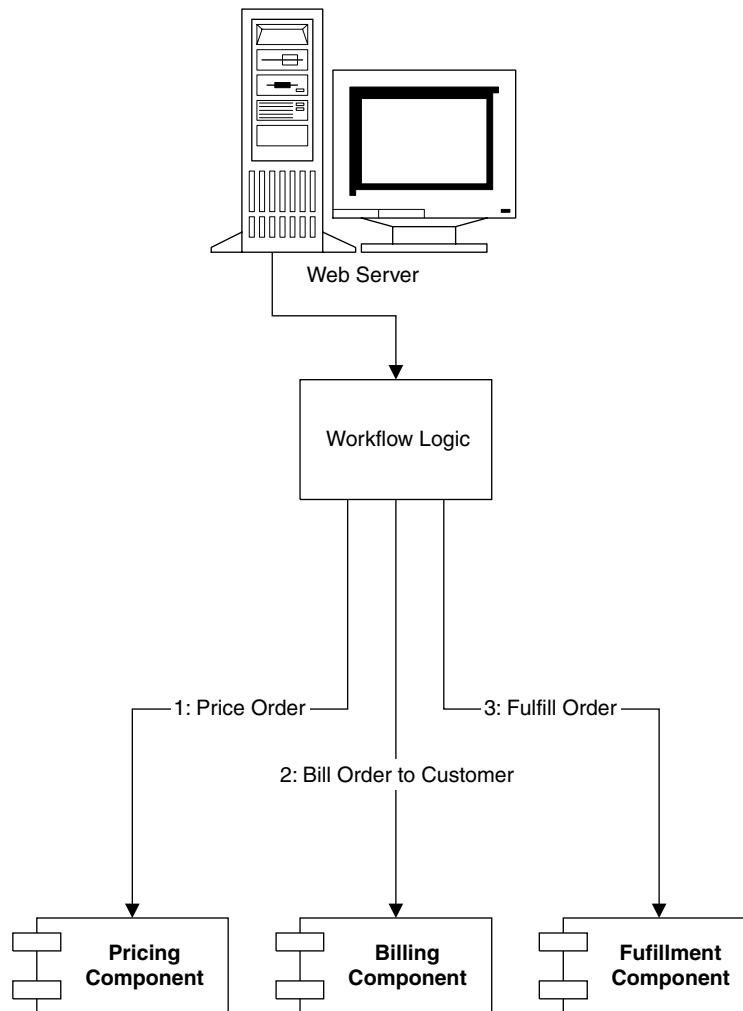 Web Server
Workflow Logic
1: Price Order
3: Fulfill Order
2: Bill Order to Customer
Pricing
Component
Billing
Component
Fufillment
Component